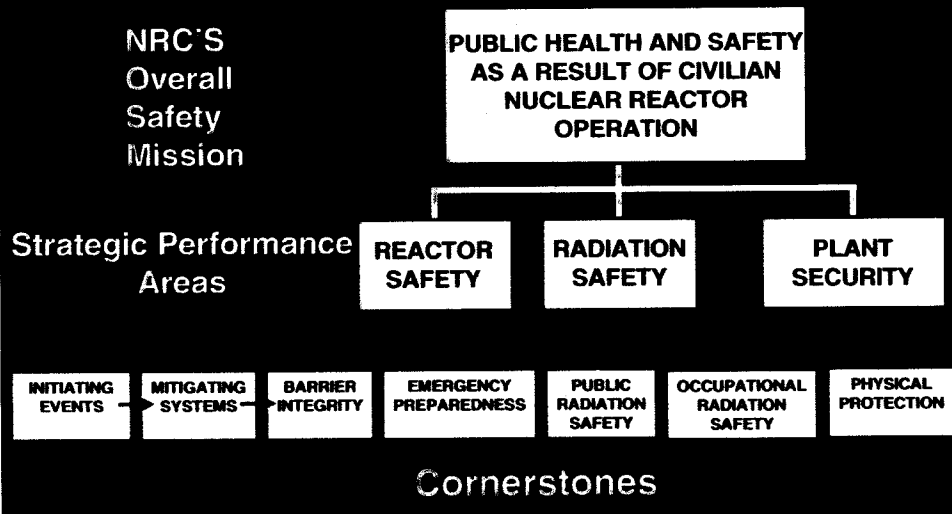 NRC'S
Overall
Safety
Mission
PUBLIC HEALTH AND SAFETY
AS A RESULT OF CIVILIAN
NUCLEAR REACTOR
OPERATION
Strategic Performance
Areas
REACTOR
SAFETY
RADIATION
SAFETY
PLANT
SECURITY
INITIATING
EVENTS
MITIGATING
SYSTEMS
BARRIER
INTEGRITY
EMERGENCY
PREPAREDNESS
PUBLIC
RADIATION
SAFETY
OCCUPATIONAL
RADIATION
SAFETY
PHYSICAL
PROTECTION
Cornerstones